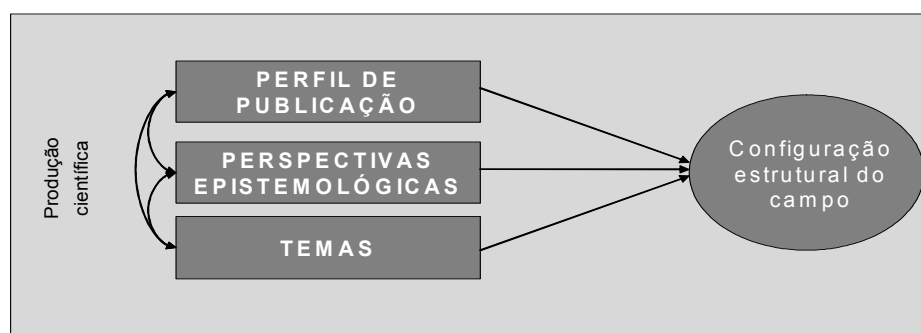 Produção
científica
PERFIL DE
PUBLICAÇÃO
PERSPECTIVAS
EPISTEMOLÓGICAS
TEMAS
Configuração
estrutural do
campo